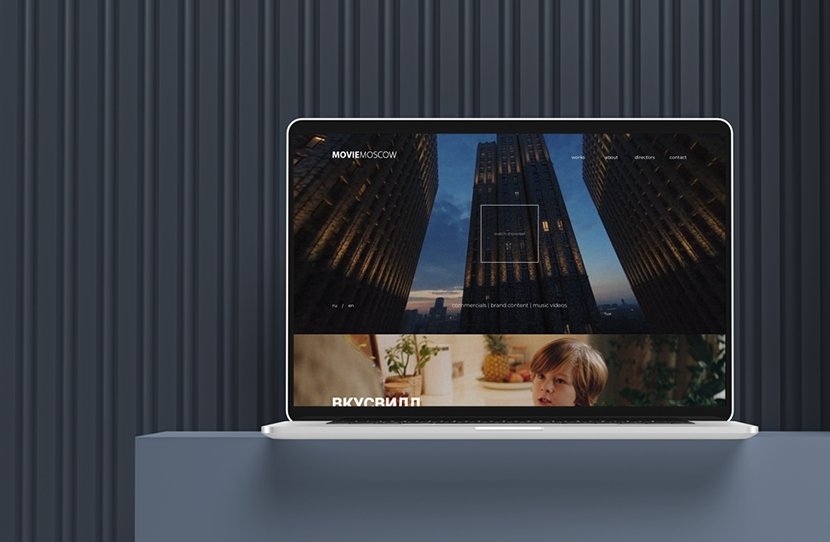 MOVIEMOSCOW
works about directors contact
watch showreel
ru / en
commercials | brand content | music videos
ВКУСВИЛЛ